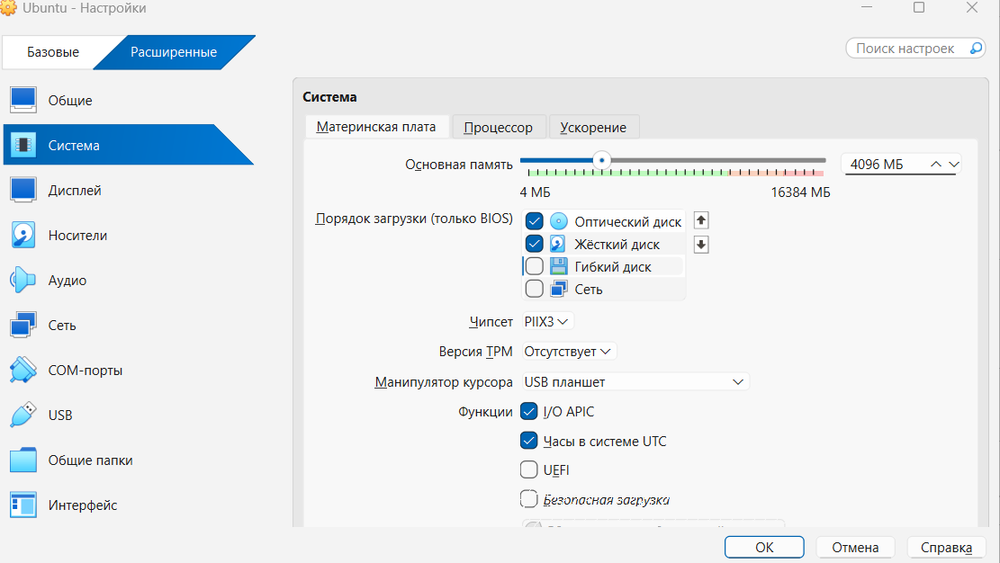 Ubuntu - Настройки
Базовые
Расширенные
Поиск настроек
Общие
Система
Дисплей
Носители
Аудио
Сеть
COM-порты
USB
Общие папки
Интерфейс
Система
Материнская плата
Процессор
Ускорение
Основная память
4096 МБ
4 МБ
16384 МБ
Порядок загрузки (только BIOS)
Оптический диск
Жёсткий диск
Гибкий диск
Сеть
Чипсет PIIX3
Версия TPM Отсутствует
Манипулятор курсора USB планшет
Функции I/O APIC
Часы в системе UTC
UEFI
Безопасная загрузка
OK
Отмена
Справка